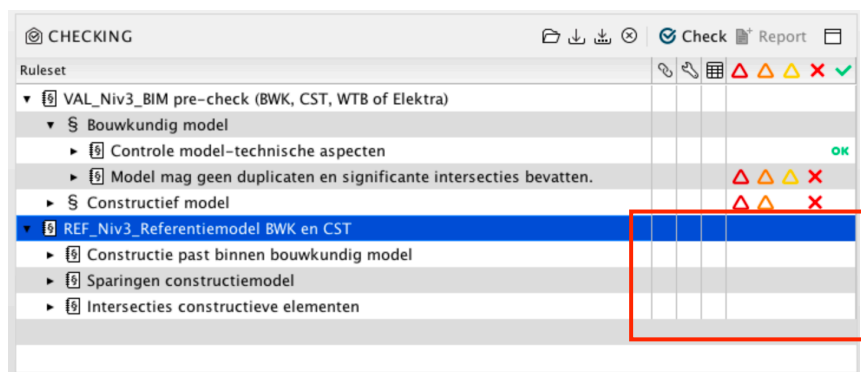 CHECKING Check Report
Ruleset
§ VAL_Niv3_BIM pre-check (BWK, CST, WTB of Elektra)
§ Bouwkundig model
§ Controle model-technische aspecten OK
§ Model mag geen duplicaten en significante intersecties bevatten.
§ Constructief model
§ REF_Niv3_Referentiemodel BWK en CST
§ Constructie past binnen bouwkundig model
§ Sparingen constructiemodel
§ Intersecties constructieve elementen